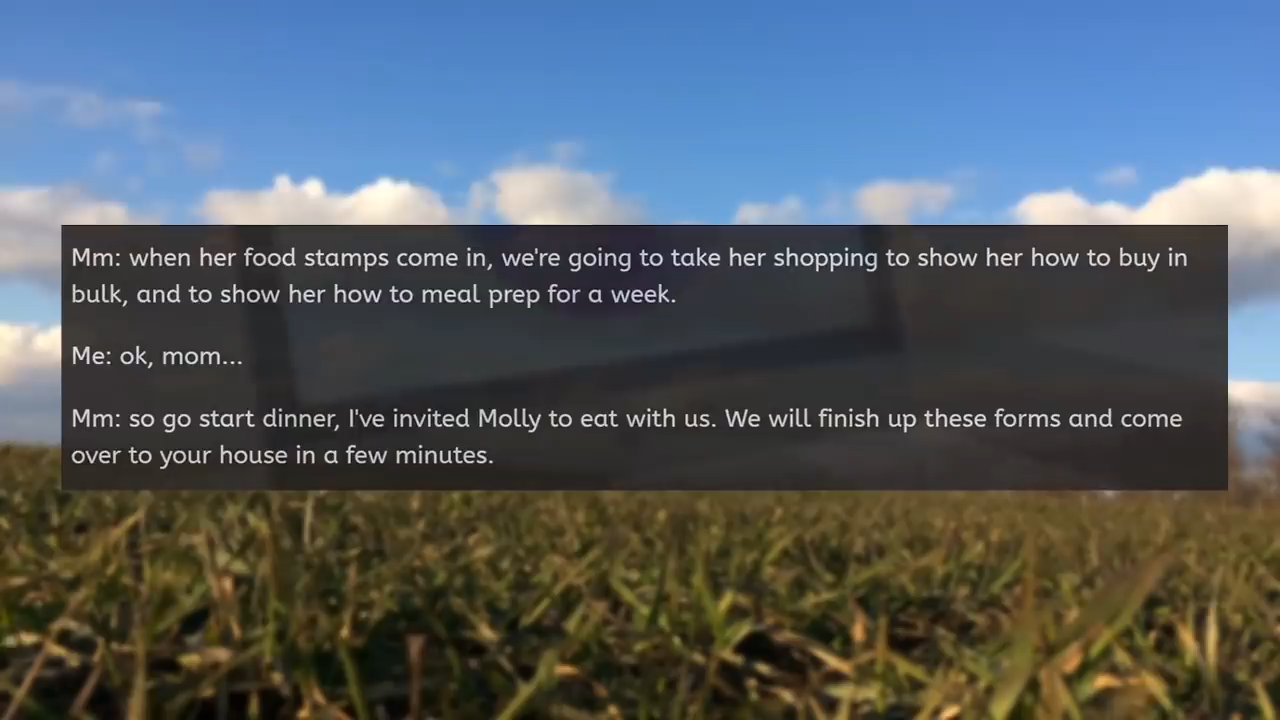 Mm: when her food stamps come in, we're going to take her shopping to show her how to buy in
bulk, and to show her how to meal prep for a week.
Me: ok, mom...
Mm: so go start dinner, I've invited Molly to eat with us. We will finish up these forms and come
over to your house in a few minutes.